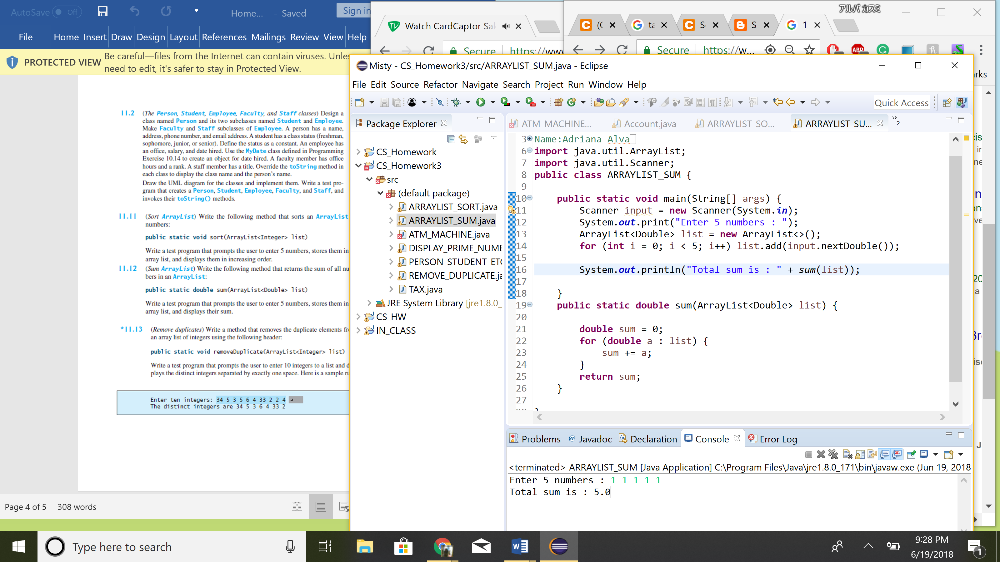 AutoSave Off Home... - Saved Sign in
File Home Insert Draw Design Layout References Mailings Review View Help
PROTECTED VIEW Be careful—files from the Internet can contain viruses. Unles
need to edit, it's safer to stay in Protected View.
11.2 (The Person, Student, Employee, Faculty, and Staff classes) Design a
class named Person and its two subclasses named Student and Employee.
Make Faculty and Staff subclasses of Employee. A person has a name,
address, phone number, and email address. A student has a class status (freshman,
sophomore, junior, or senior). Define the status as a constant. An employee has
an office, salary, and date hired. Use the MyDate class defined in Programming
Exercise 10.14 to create an object for date hired. A faculty member has office
hours and a rank. A staff member has a title. Override the toString method in
each class to display the class name and the person's name.
Draw the UML diagram for the classes and implement them. Write a test pro-
gram that creates a Person, Student, Employee, Faculty, and Staff, and
invokes their toString() methods.
11.11 (Sort ArrayList) Write the following method that sorts an ArrayList
numbers:
public static void sort(ArrayList<Integer> list)
Write a test program that prompts the user to enter 5 numbers, stores them in
array list, and displays them in increasing order.
11.12 (Sum ArrayList) Write the following method that returns the sum of all nu
bers in an ArrayList:
public static double sum(ArrayList<Double> list)
Write a test program that prompts the user to enter 5 numbers, stores them in
array list, and displays their sum.
*11.13 (Remove duplicates) Write a method that removes the duplicate elements fr
an array list of integers using the following header:
public static void removeDuplicate(ArrayList<Integer> list)
Write a test program that prompts the user to enter 10 integers to a list and d
plays the distinct integers separated by exactly one space. Here is a sample ru
Enter ten integers: 34 5 3 5 6 4 33 2 2 4
The distinct integers are 34 5 3 6 4 33 2
Page 4 of 5 308 words
Watch CardCaptor Sak
Secure https://www
アルバ カスミ
(C ta S S 1
Secure https://w...
ABP
rks
Misty - CS_Homework3/src/ARRAYLIST_SUM.java - Eclipse
File Edit Source Refactor Navigate Search Project Run Window Help
Quick Access
Package Explorer
CS_Homework
CS_Homework3
src
(default package)
ARRAYLIST_SORT.java
ARRAYLIST_SUM.java
ATM_MACHINE.java
DISPLAY_PRIME_NUME
PERSON_STUDENT_ETC
REMOVE_DUPLICATE.ja
TAX.java
JRE System Library [jre1.8.0_
CS_HW
IN_CLASS
ATM_MACHINE... Account.java ARRAYLIST_SO... ARRAYLIST_SU... »2
3 Name:Adriana Alva
6 import java.util.ArrayList;
7 import java.util.Scanner;
8 public class ARRAYLIST_SUM {
9
10 public static void main(String[] args) {
11 Scanner input = new Scanner(System.in);
12 System.out.print("Enter 5 numbers : ");
13 ArrayList<Double> list = new ArrayList<>();
14 for (int i = 0; i < 5; i++) list.add(input.nextDouble());
15
16 System.out.println("Total sum is : " + sum(list));
17
18 }
19 public static double sum(ArrayList<Double> list) {
20
21 double sum = 0;
22 for (double a : list) {
23 sum += a;
24 }
25 return sum;
26 }
27
Problems Javadoc Declaration Console Error Log
<terminated> ARRAYLIST_SUM [Java Application] C:\Program Files\Java\jre1.8.0_171\bin\javaw.exe (Jun 19, 2018
Enter 5 numbers : 1 1 1 1 1
Total sum is : 5.0
Type here to search
9:28 PM
6/19/2018
1